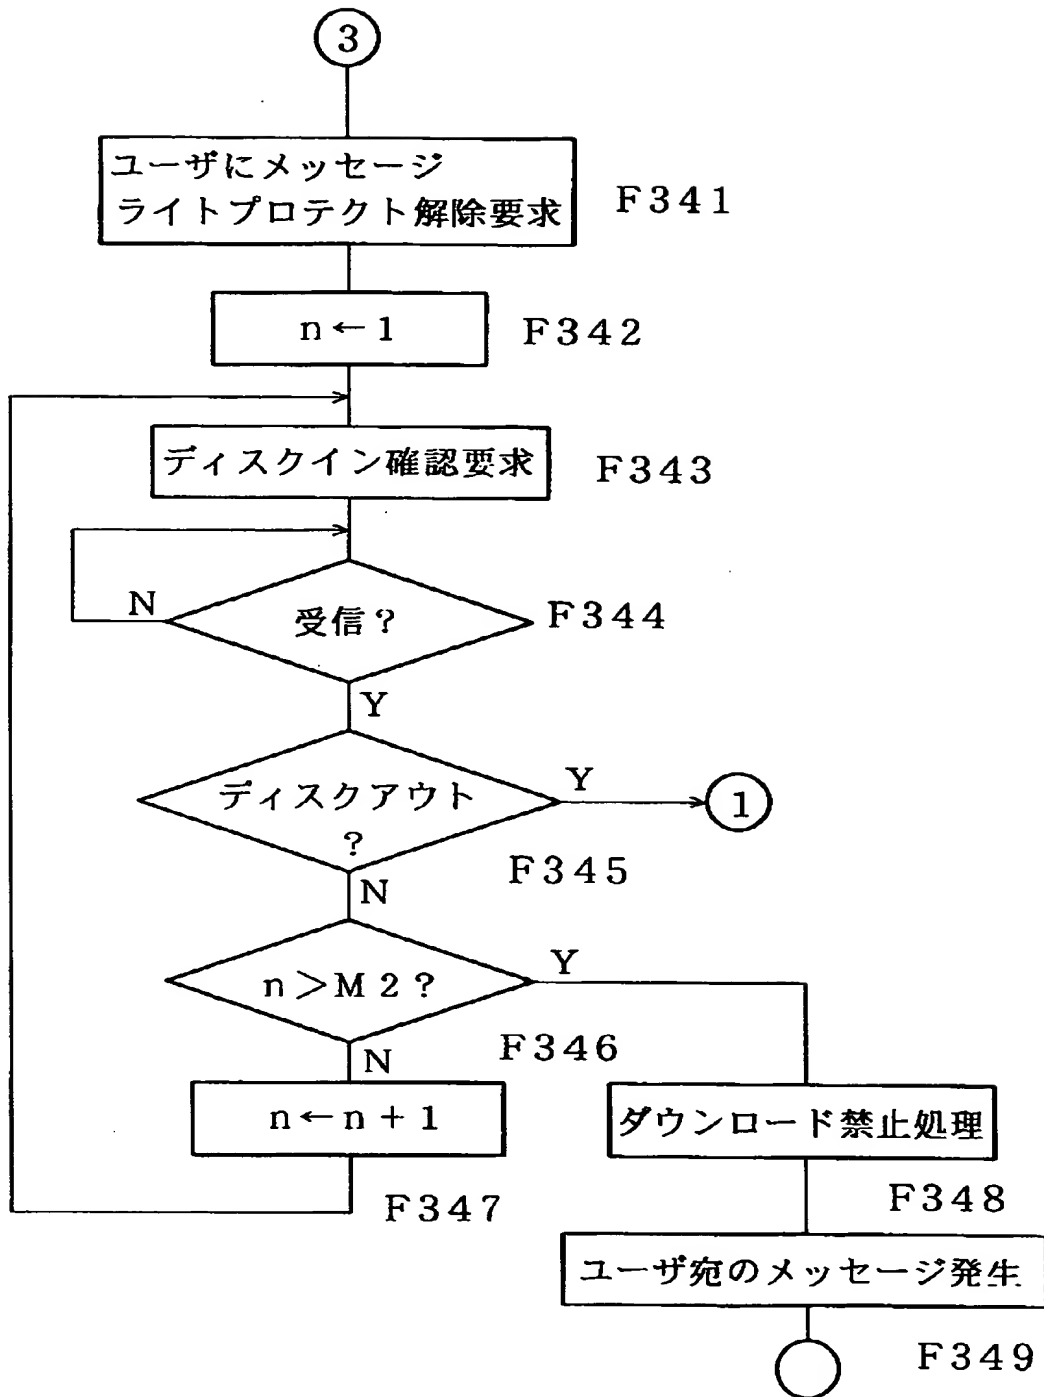 3
ユーザにメッセージ
ライトプロテクト解除要求
F341
n←1
F342
ディスクイン確認要求
F343
N
受信?
F344
Y
ディスクアウト
?
Y
1
F345
N
n>M2?
Y
F346
N
n←n+1
F347
ダウンロード禁止処理
F348
ユーザ宛のメッセージ発生
F349